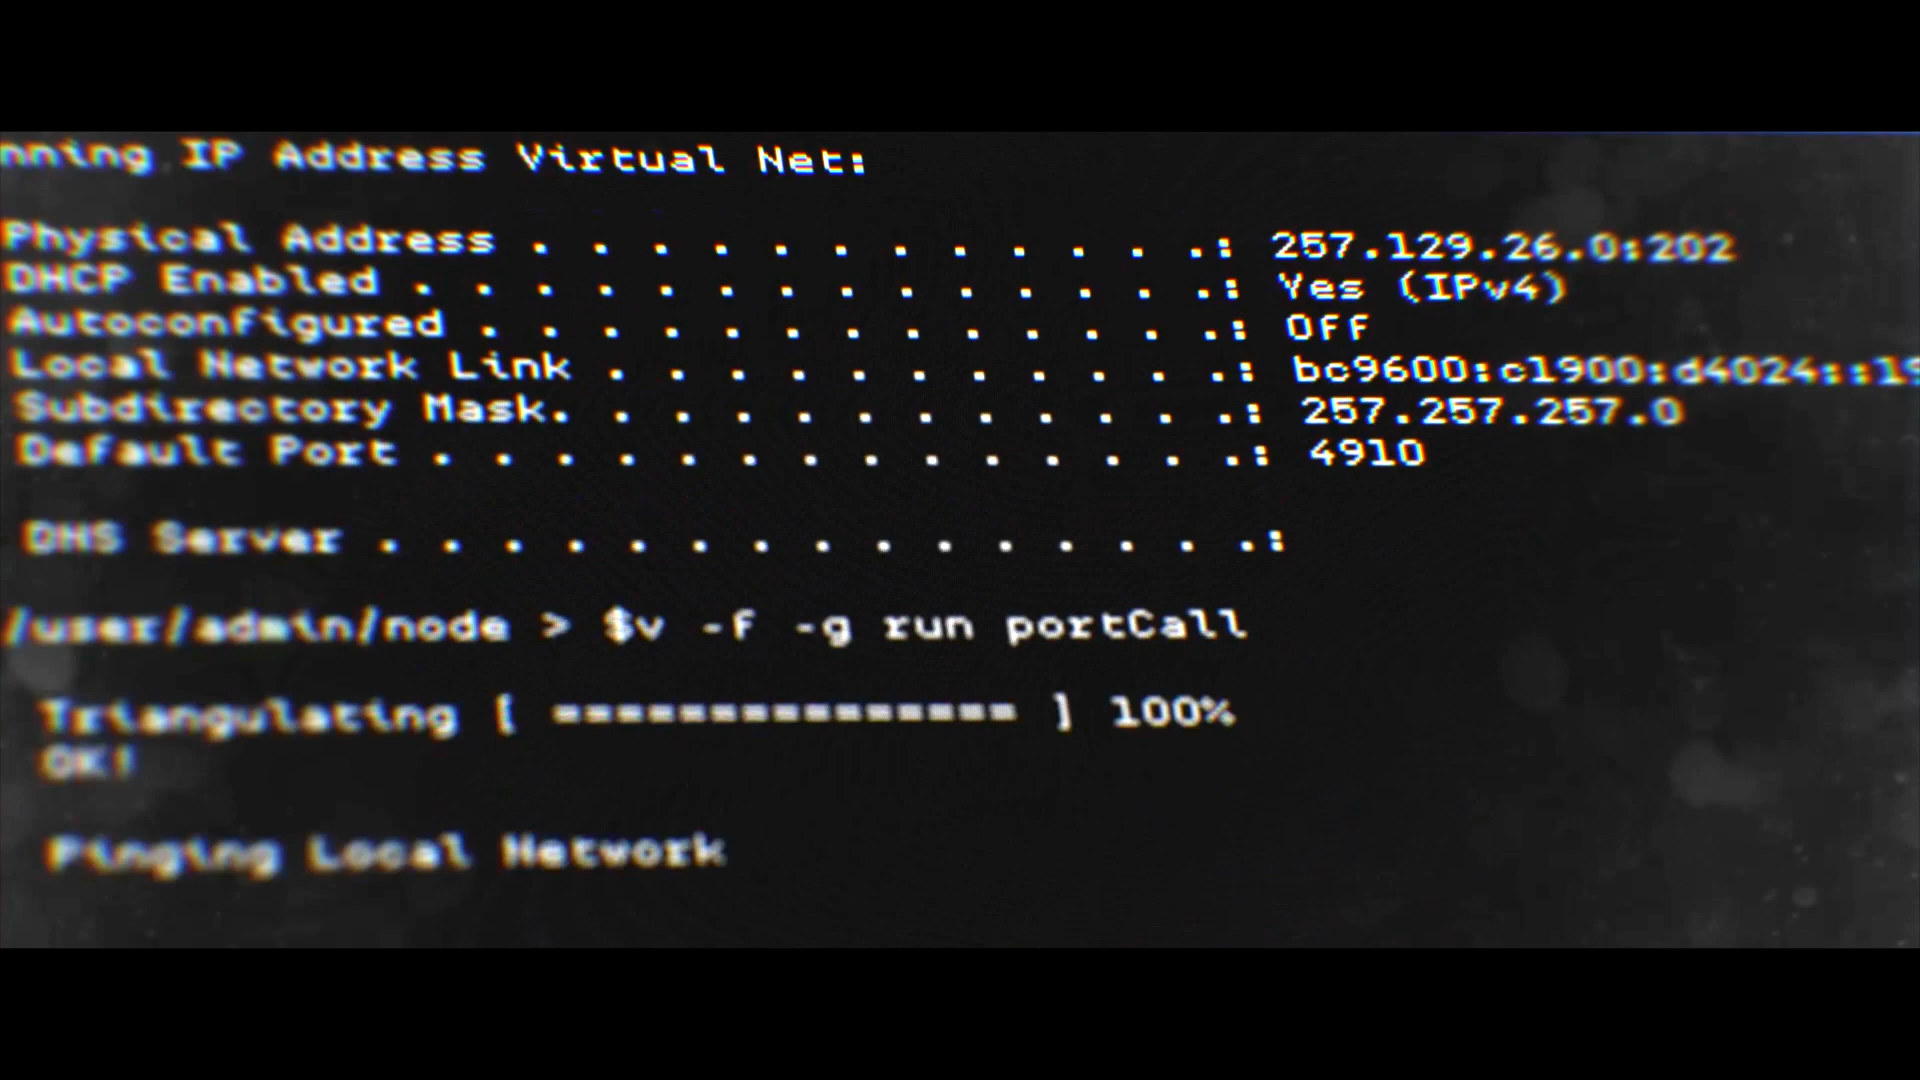 nning IP Address Virtual Net:
Physical Address . . . . . . . . . . . .: 257.129.26.0:202
DHCP Enabled . . . . . . . . . . . . . .: Yes (IPv4)
Autoconfigured . . . . . . . . . . . . .: Off
Local Network Link . . . . . . . . . . .: bc9600:c1900:d4024::19
Subdirectory Mask. . . . . . . . . . . .: 257.257.257.0
Default Port . . . . . . . . . . . . . .: 4910
DHS Server . . . . . . . . . . . . . . .:
/user/admin/node > $v -f -g run portCall
Triangulating [ =============== ] 100%
OK!
Pinging Local Network